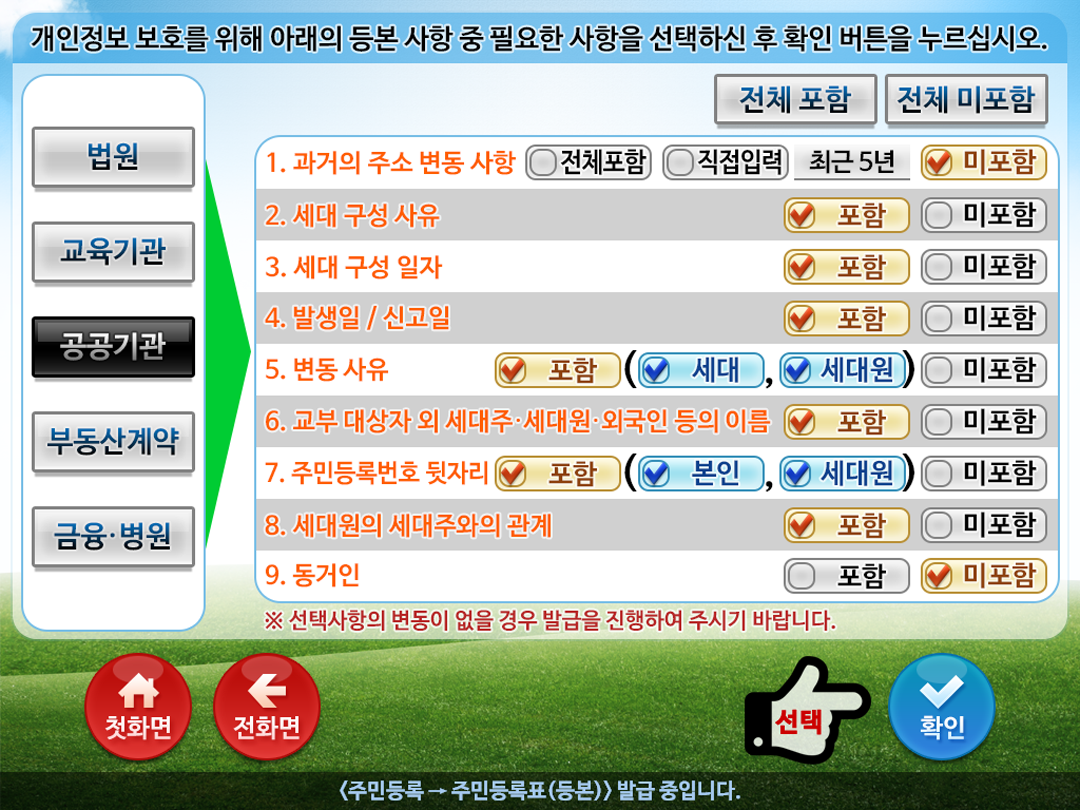 개인정보 보호를 위해 아래의 등본 사항 중 필요한 사항을 선택하신 후 확인 버튼을 누르십시오.
전체 포함 전체 미포함
법원
교육기관
공공기관
부동산계약
금융·병원
1. 과거의 주소 변동 사항 전체포함 직접입력 최근 5년 미포함
2. 세대 구성 사유 포함 미포함
3. 세대 구성 일자 포함 미포함
4. 발생일 / 신고일 포함 미포함
5. 변동 사유 포함 (세대, 세대원) 미포함
6. 교부 대상자 외 세대주·세대원·외국인 등의 이름 포함 미포함
7. 주민등록번호 뒷자리 포함 (본인, 세대원) 미포함
8. 세대원의 세대주와의 관계 포함 미포함
9. 동거인 포함 미포함
※ 선택사항의 변동이 없을 경우 발급을 진행하여 주시기 바랍니다.
첫화면 전화면 선택 확인
〈주민등록 → 주민등록표(등본)〉 발급 중입니다.